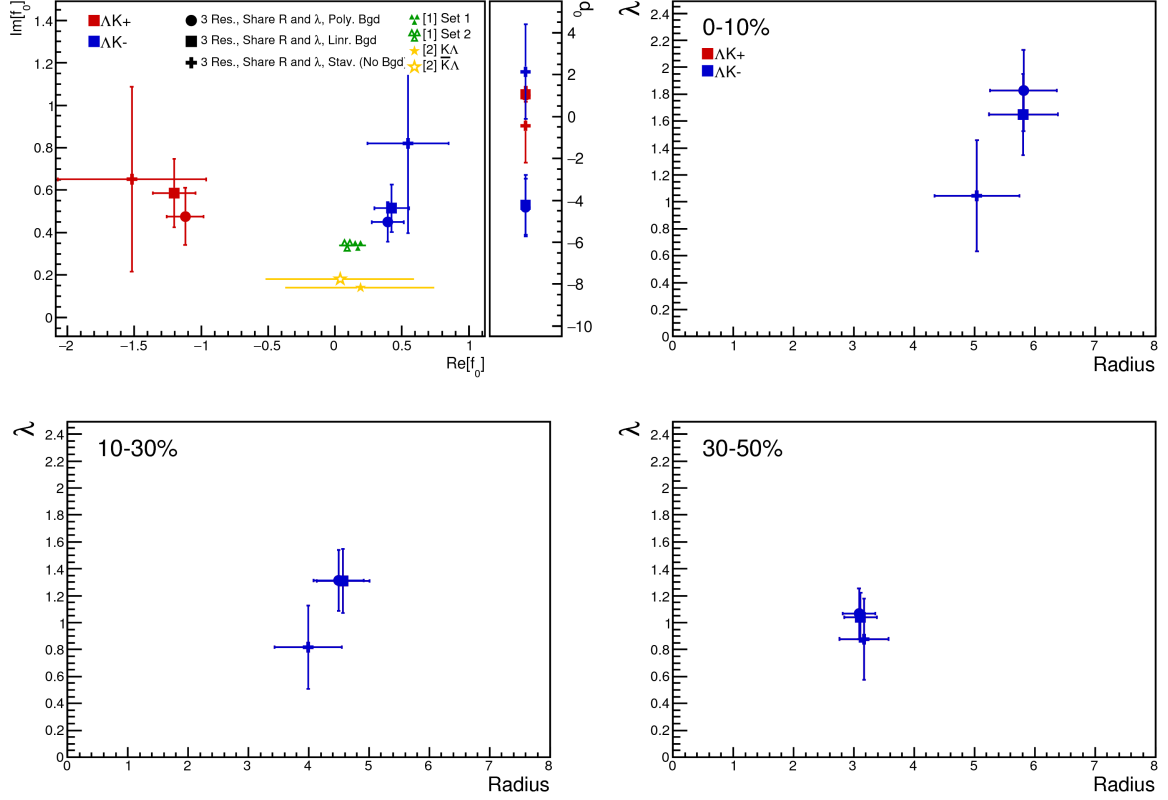 ΛK+
ΛK-
3 Res., Share R and λ, Poly. Bgd
3 Res., Share R and λ, Linr. Bgd
3 Res., Share R and λ, Stav. (No Bgd)
[1] Set 1
[1] Set 2
[2] KΛ
[2] K̅Λ
Im[f0]
1.4
1.2
1
0.8
0.6
0.4
0.2
0
−2
−1.5
−1
−0.5
0
0.5
1
Re[f0]
d0
4
2
0
−2
−4
−6
−8
−10
0-10%
ΛK+
ΛK-
λ
2.4
2.2
2
1.8
1.6
1.4
1.2
1
0.8
0.6
0.4
0.2
0
0 1 2 3 4 5 6 7 8
Radius
10-30%
λ
2.4
2.2
2
1.8
1.6
1.4
1.2
1
0.8
0.6
0.4
0.2
0
0 1 2 3 4 5 6 7 8
Radius
30-50%
λ
2.4
2.2
2
1.8
1.6
1.4
1.2
1
0.8
0.6
0.4
0.2
0
0 1 2 3 4 5 6 7 8
Radius